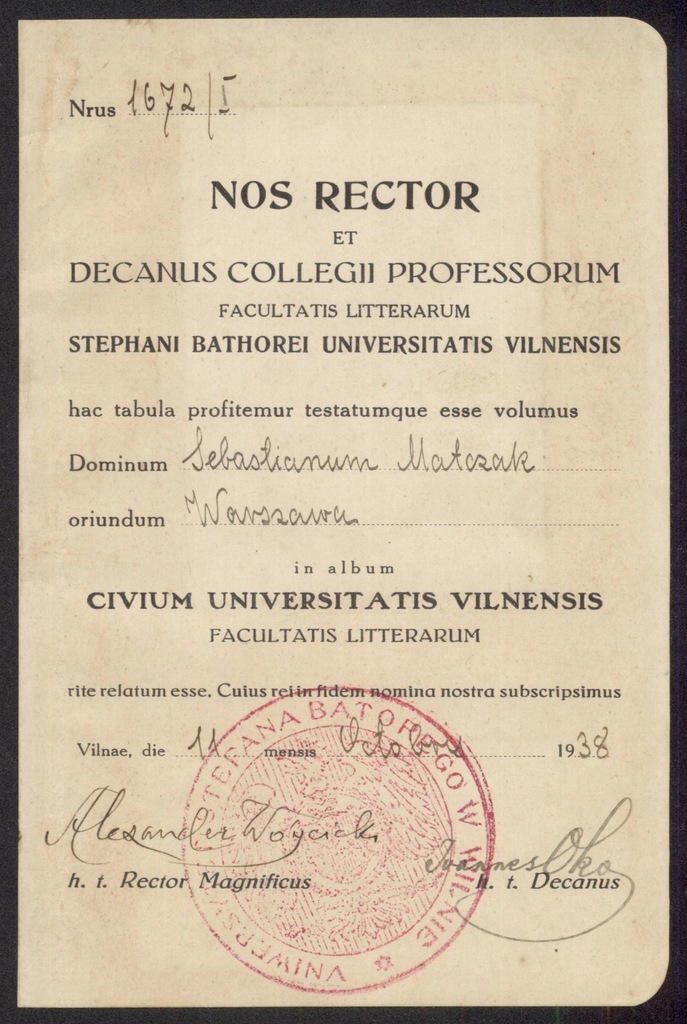 Nrus 1672/I
NOS RECTOR
ET
DECANUS COLLEGII PROFESSORUM
FACULTATIS LITTERARUM
STEPHANI BATHOREI UNIVERSITATIS VILNENSIS
hac tabula profitemur testatumque esse volumus
Dominum Sebastianum Matczak
oriundum Warszawa
in album
CIVIUM UNIVERSITATIS VILNENSIS
FACULTATIS LITTERARUM
rite relatum esse. Cuius rei in fidem nomina nostra subscripsimus
Vilnae, die 11 mensis Octobris 1938
Alexander Wóycicki
Ioannes Oko
h. t. Rector Magnificus
h. t. Decanus
STEFANA BATOREGO W WILNIE